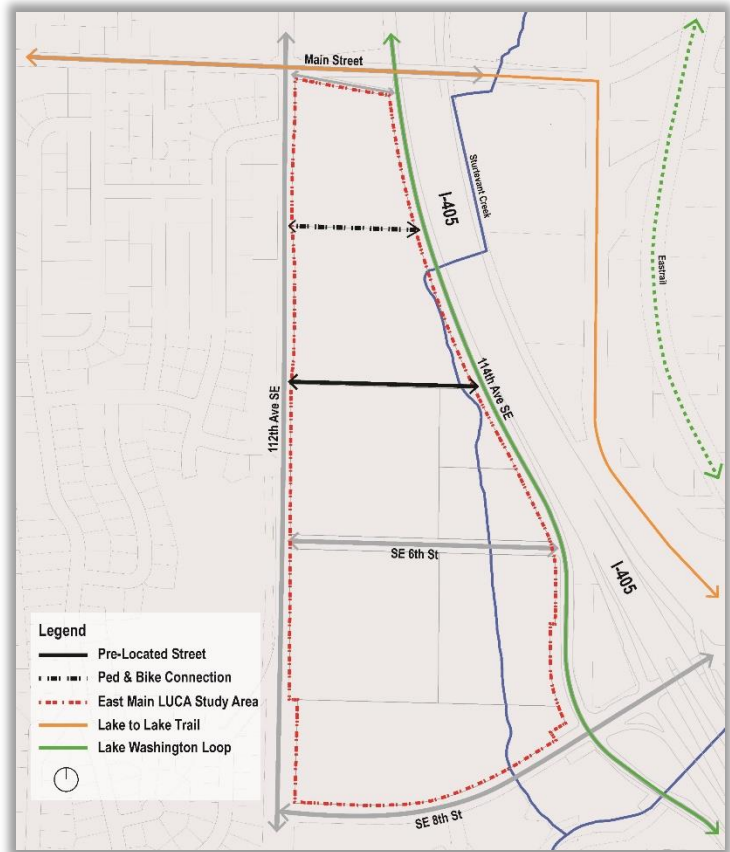 Main Street
Sturtevant Creek
I-405
Eastrail
112th Ave SE
114th Ave SE
SE 6th St
I-405
SE 8th St
Legend
Pre-Located Street
Ped & Bike Connection
East Main LUCA Study Area
Lake to Lake Trail
Lake Washington Loop